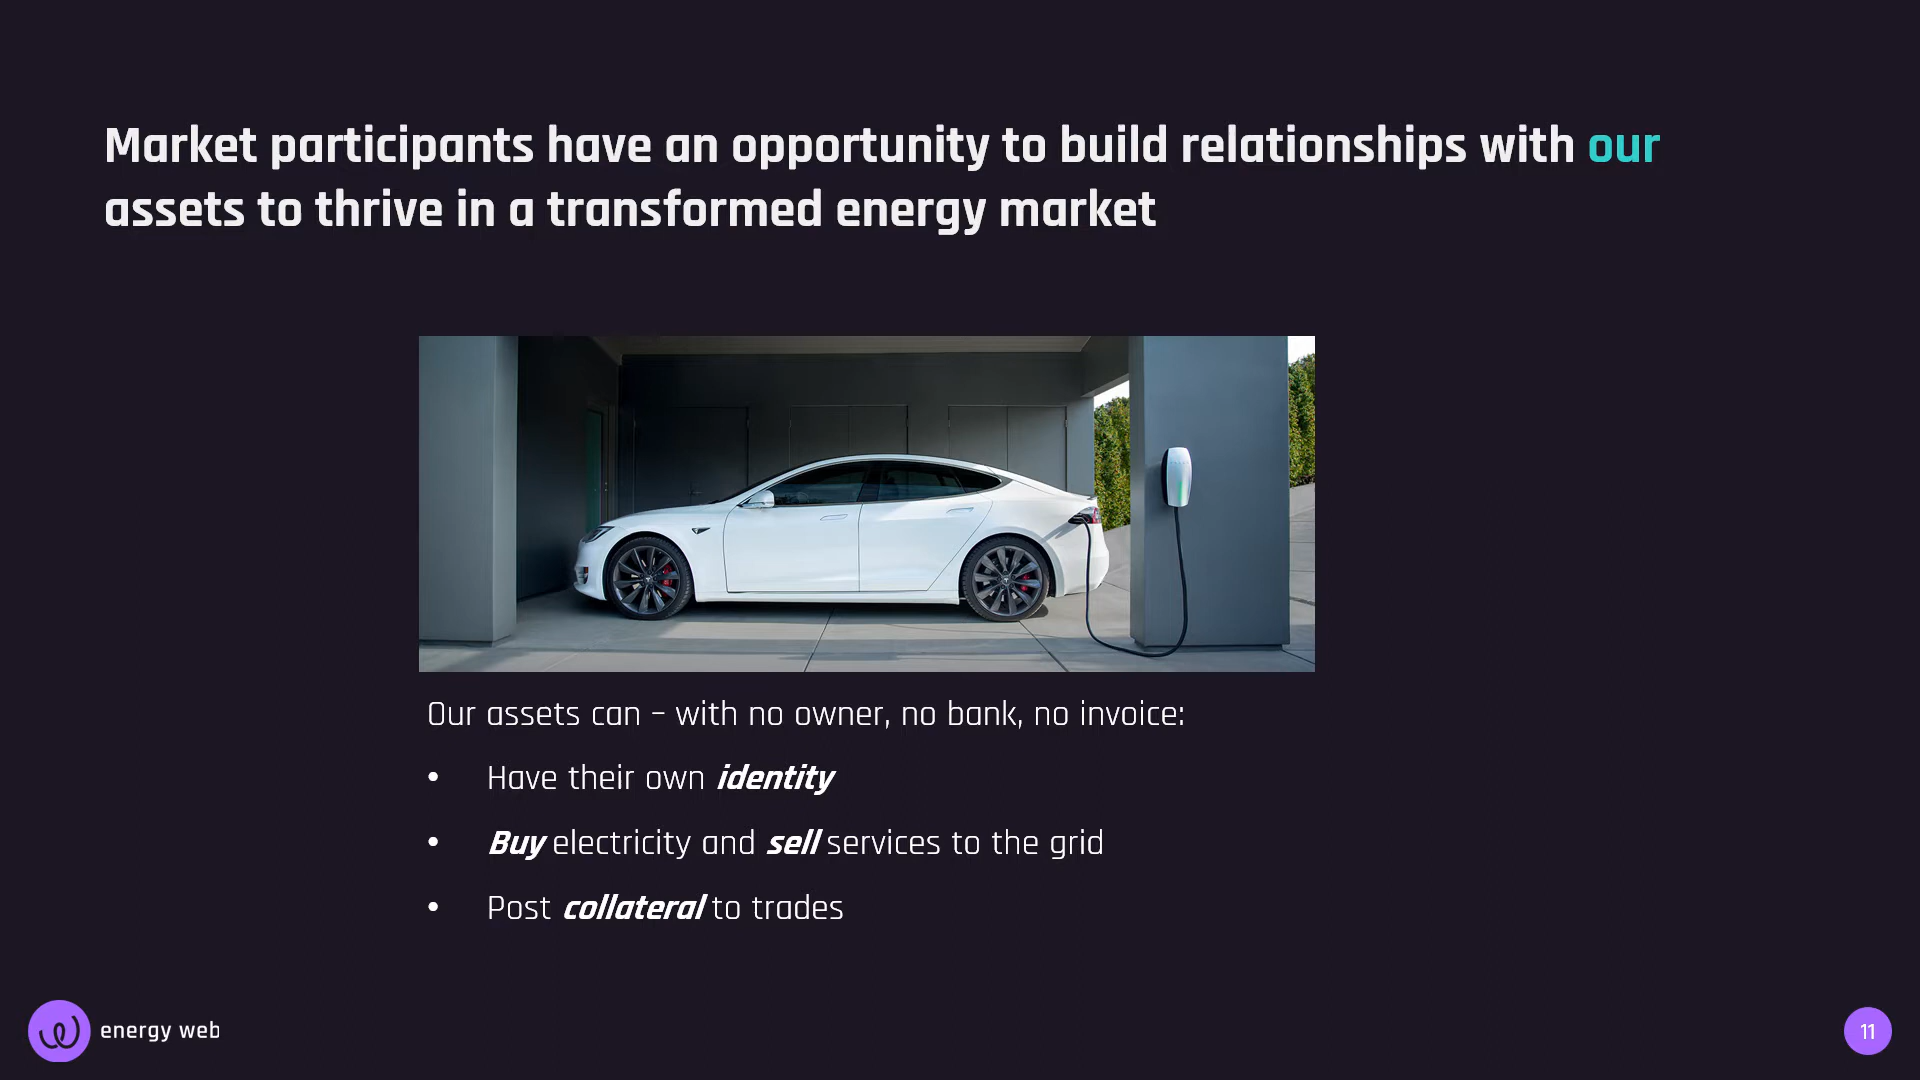 Market participants have an opportunity to build relationships with our
assets to thrive in a transformed energy market
Our assets can – with no owner, no bank, no invoice:
• Have their own identity
• Buy electricity and sell services to the grid
• Post collateral to trades
energy web
11